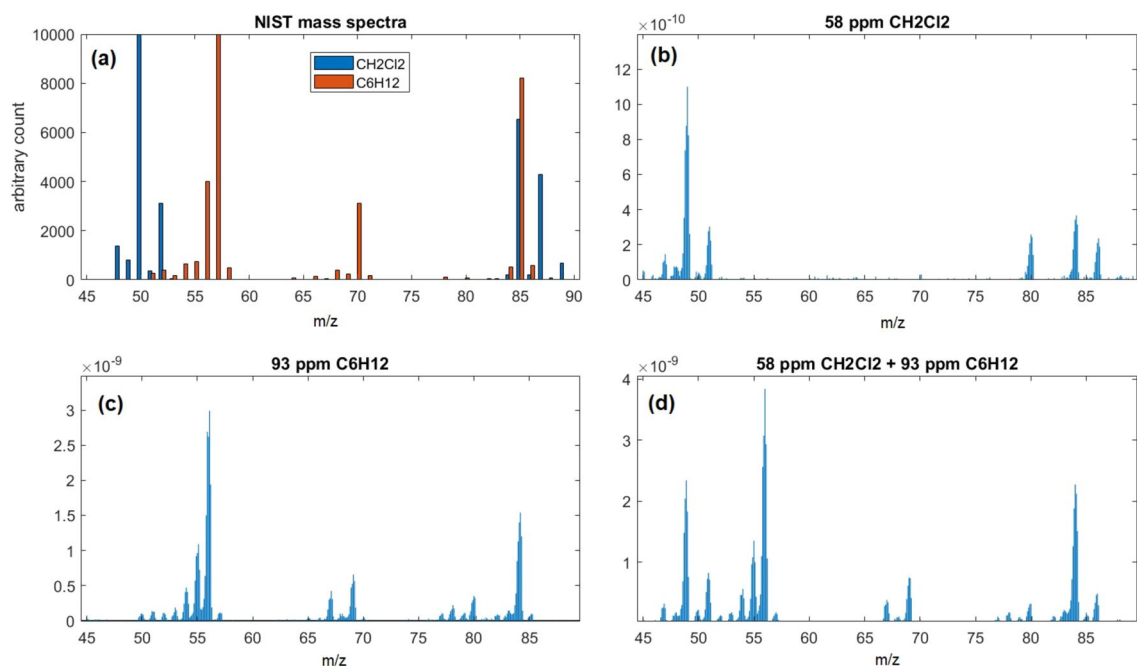 NIST mass spectra
(a)
CH2Cl2
C6H12
10000
8000
6000
4000
2000
0
arbitrary count
45 50 55 60 65 70 75 80 85 90
m/z
58 ppm CH2Cl2
×10-10
(b)
12
10
8
6
4
2
0
45 50 55 60 65 70 75 80 85
m/z
93 ppm C6H12
×10-9
(c)
3
2.5
2
1.5
1
0.5
0
45 50 55 60 65 70 75 80 85
m/z
58 ppm CH2Cl2 + 93 ppm C6H12
×10-9
(d)
4
3
2
1
45 50 55 60 65 70 75 80 85
m/z